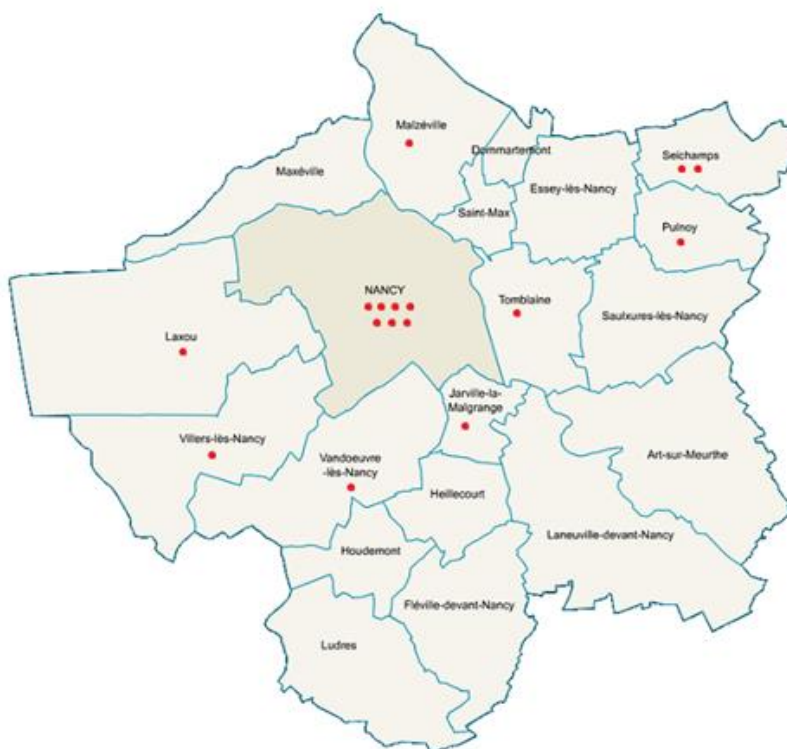 Malzéville
Dommartemont
Seichamps
Maxéville
Essey-lès-Nancy
Saint-Max
Pulnoy
NANCY
Tomblaine
Saulxures-lès-Nancy
Laxou
Jarville-la-
Malgrange
Villers-lès-Nancy
Vandoeuvre
-lès-Nancy
Art-sur-Meurthe
Heillecourt
Laneuville-devant-Nancy
Houdemont
Fléville-devant-Nancy
Ludres